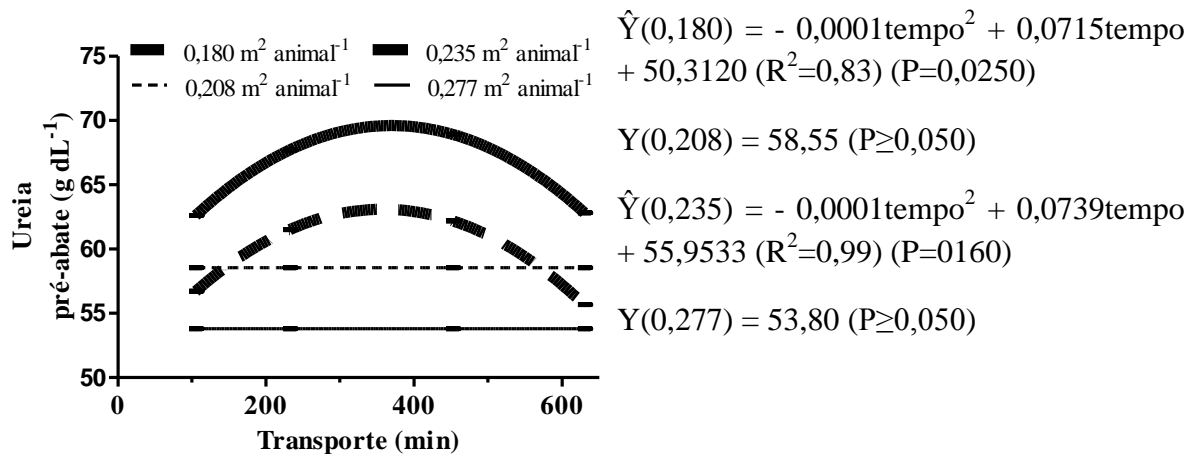 75
70
65
60
55
50
Ureia
pré-abate (g dL⁻¹)
0,180 m² animal⁻¹
0,235 m² animal⁻¹
0,208 m² animal⁻¹
0,277 m² animal⁻¹
0
200
400
600
Transporte (min)
Ŷ(0,180) = - 0,0001tempo² + 0,0715tempo
+ 50,3120 (R²=0,83) (P=0,0250)
Y(0,208) = 58,55 (P≥0,050)
Ŷ(0,235) = - 0,0001tempo² + 0,0739tempo
+ 55,9533 (R²=0,99) (P=0160)
Y(0,277) = 53,80 (P≥0,050)